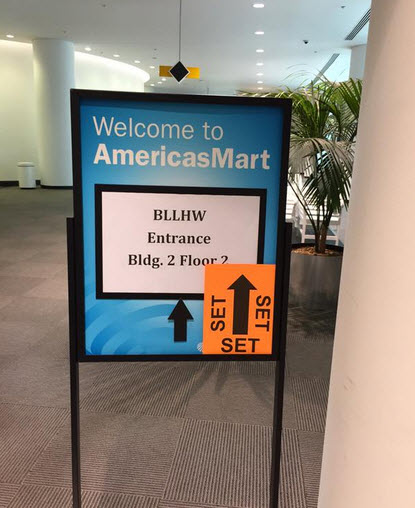 Welcome to
AmericasMart
BLLHW
Entrance
Bldg. 2 Floor 2
SET
SET
SET